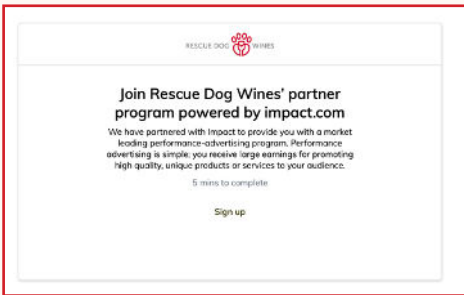 RESCUE DOG WINES
Join Rescue Dog Wines' partner
program powered by impact.com
We have partnered with Impact to provide you with a market
leading performance-advertising program. Performance
advertising is simple: you receive large earnings for promoting
high quality, unique products or services to your audience.
5 mins to complete
Sign up